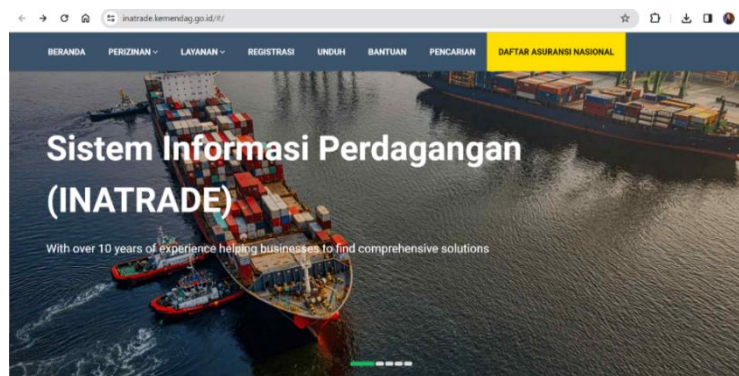 inatrade.kemendag.go.id/#/
BERANDA PERIZINAN LAYANAN REGISTRASI UNDUH BANTUAN PENCARIAN DAFTAR ASURANSI NASIONAL
Sistem Informasi Perdagangan
(INATRADE)
With over 10 years of experience helping businesses to find comprehensive solutions